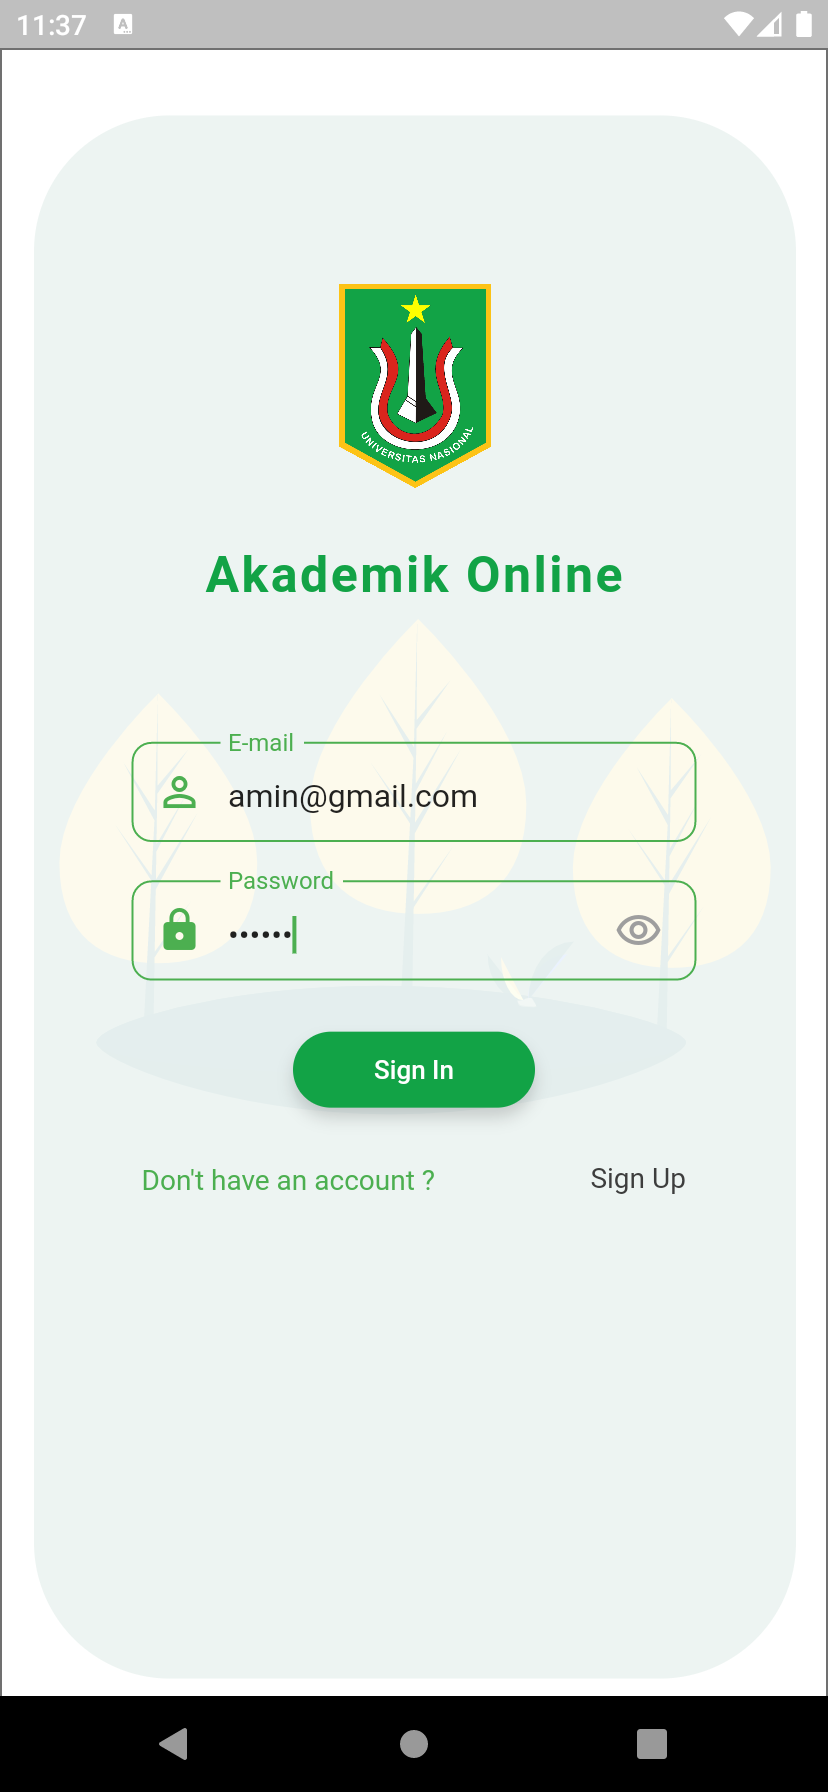 11:37
A
UNIVERSITAS NASIONAL
Akademik Online
E-mail
amin@gmail.com
Password
••••••
Sign In
Don't have an account ?
Sign Up